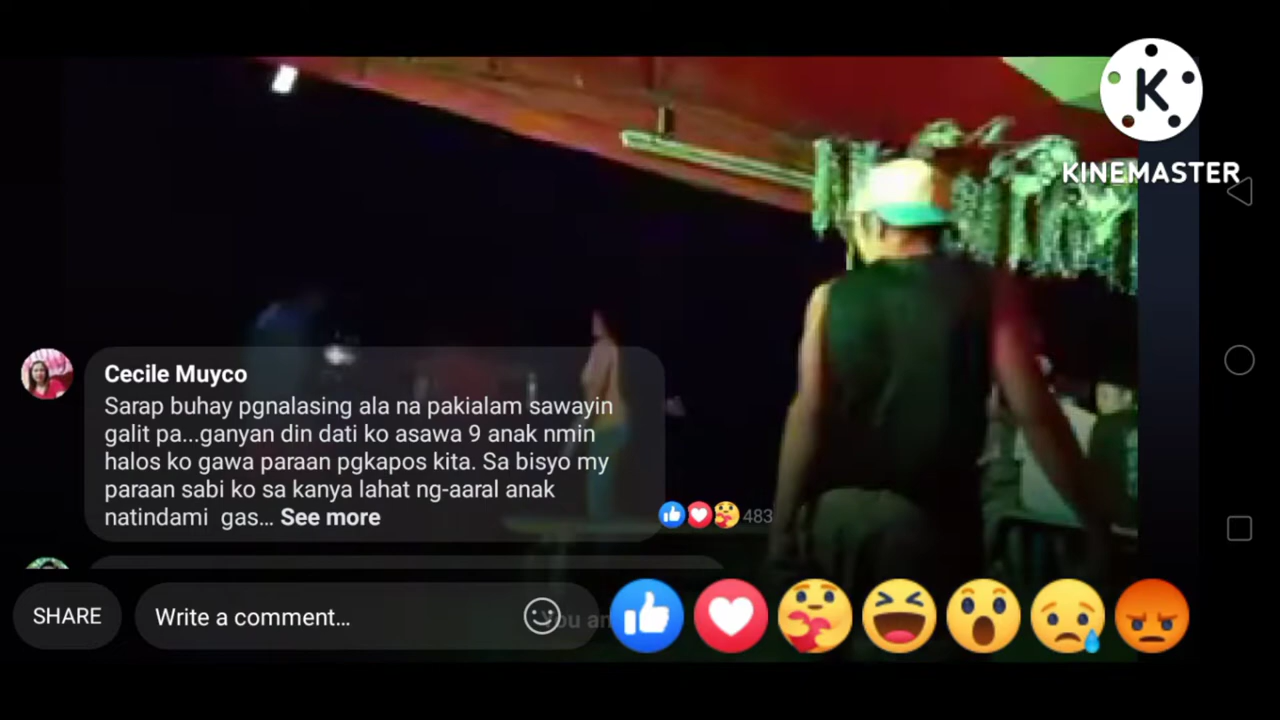 K
KINEMASTER
Cecile Muyco
Sarap buhay pgnalasing ala na pakialam sawayin
galit pa...ganyan din dati ko asawa 9 anak nmin
halos ko gawa paraan pgkapos kita. Sa bisyo my
paraan sabi ko sa kanya lahat ng-aaral anak
natindami gas... See more
483
SHARE
Write a comment...
You an